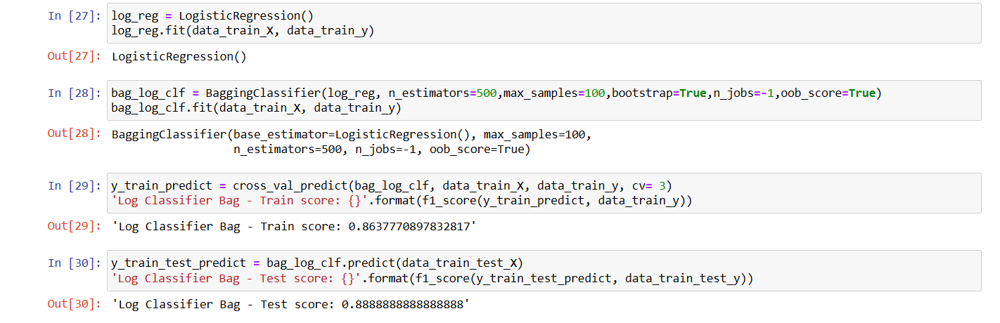 In [27]: log_reg = LogisticRegression()
log_reg.fit(data_train_X, data_train_y)
Out[27]: LogisticRegression()
In [28]: bag_log_clf = BaggingClassifier(log_reg, n_estimators=500,max_samples=100,bootstrap=True,n_jobs=-1,oob_score=True)
bag_log_clf.fit(data_train_X, data_train_y)
Out[28]: BaggingClassifier(base_estimator=LogisticRegression(), max_samples=100,
n_estimators=500, n_jobs=-1, oob_score=True)
In [29]: y_train_predict = cross_val_predict(bag_log_clf, data_train_X, data_train_y, cv= 3)
'Log Classifier Bag - Train score: {}'.format(f1_score(y_train_predict, data_train_y))
Out[29]: 'Log Classifier Bag - Train score: 0.8637770897832817'
In [30]: y_train_test_predict = bag_log_clf.predict(data_train_test_X)
'Log Classifier Bag - Test score: {}'.format(f1_score(y_train_test_predict, data_train_test_y))
Out[30]: 'Log Classifier Bag - Test score: 0.8888888888888888'